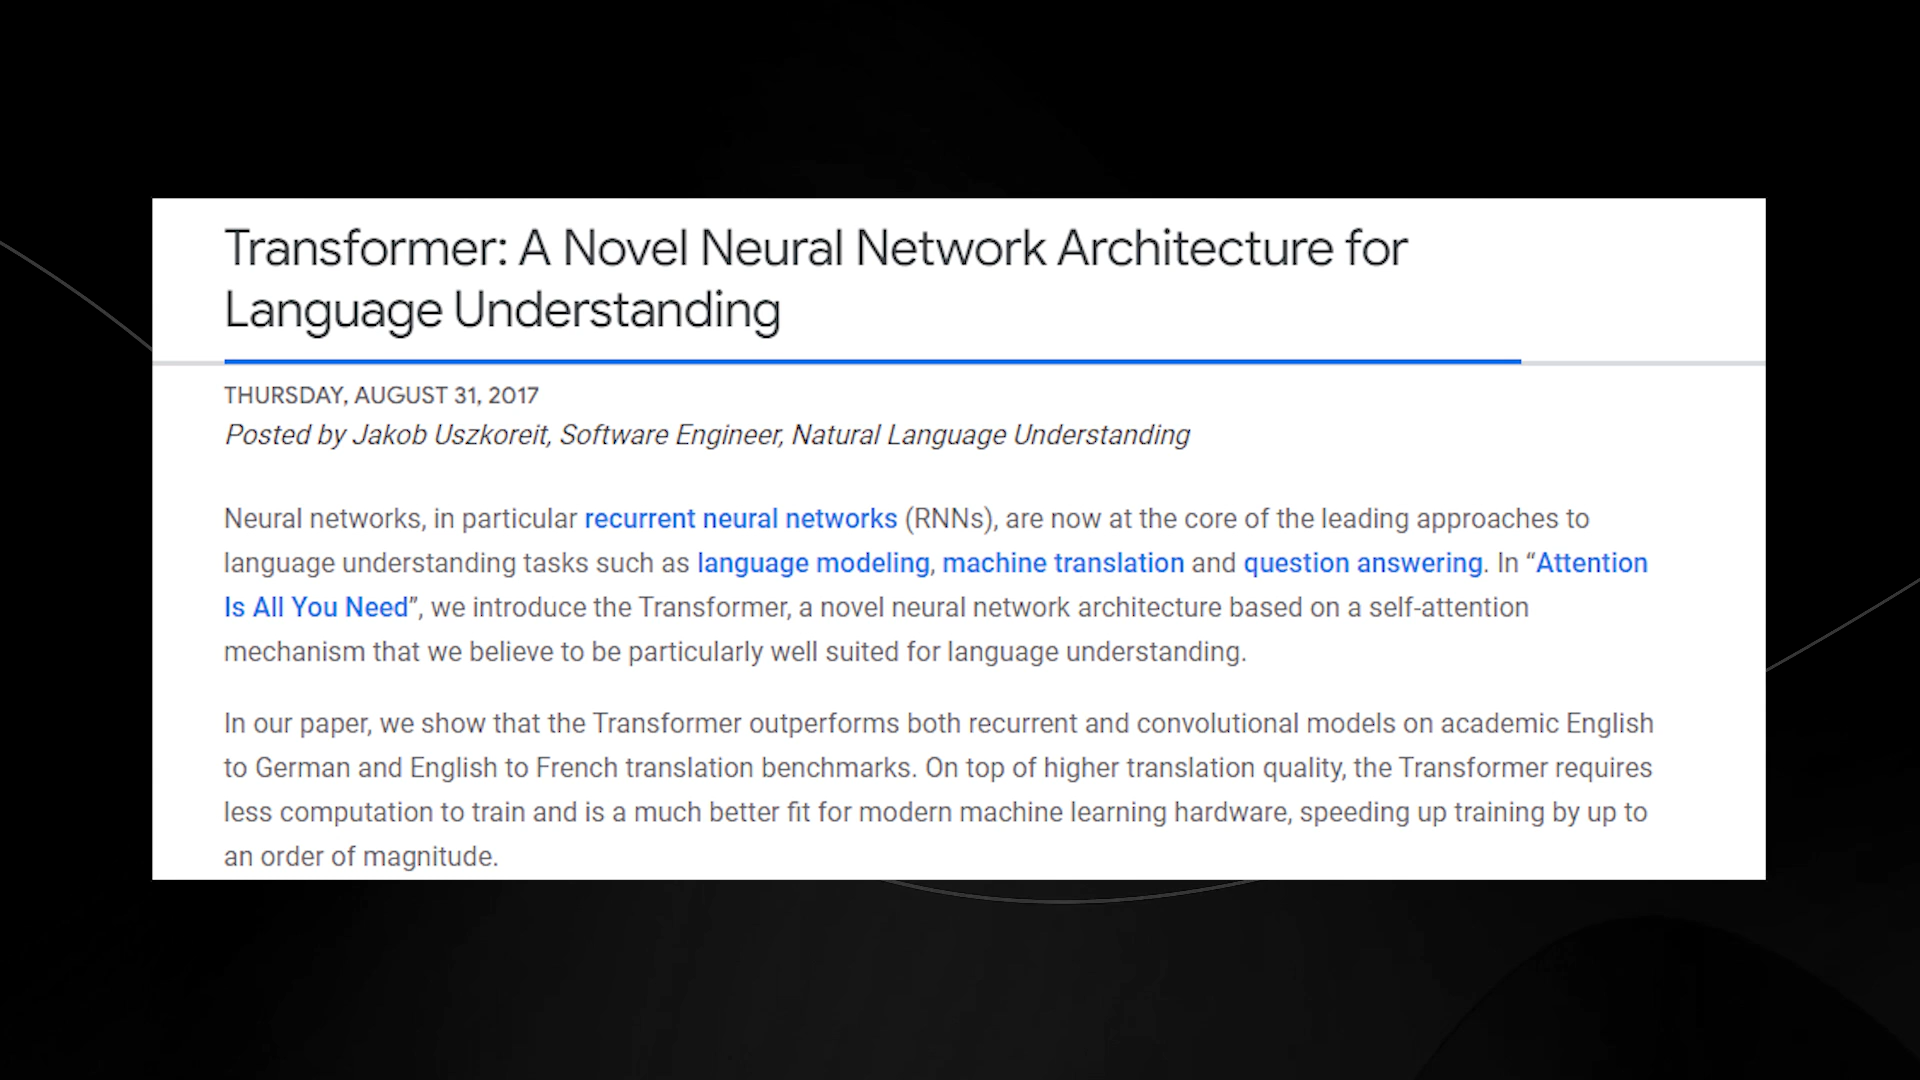 Transformer: A Novel Neural Network Architecture for
Language Understanding
THURSDAY, AUGUST 31, 2017
Posted by Jakob Uszkoreit, Software Engineer, Natural Language Understanding
Neural networks, in particular recurrent neural networks (RNNs), are now at the core of the leading approaches to
language understanding tasks such as language modeling, machine translation and question answering. In “Attention
Is All You Need”, we introduce the Transformer, a novel neural network architecture based on a self-attention
mechanism that we believe to be particularly well suited for language understanding.
In our paper, we show that the Transformer outperforms both recurrent and convolutional models on academic English
to German and English to French translation benchmarks. On top of higher translation quality, the Transformer requires
less computation to train and is a much better fit for modern machine learning hardware, speeding up training by up to
an order of magnitude.